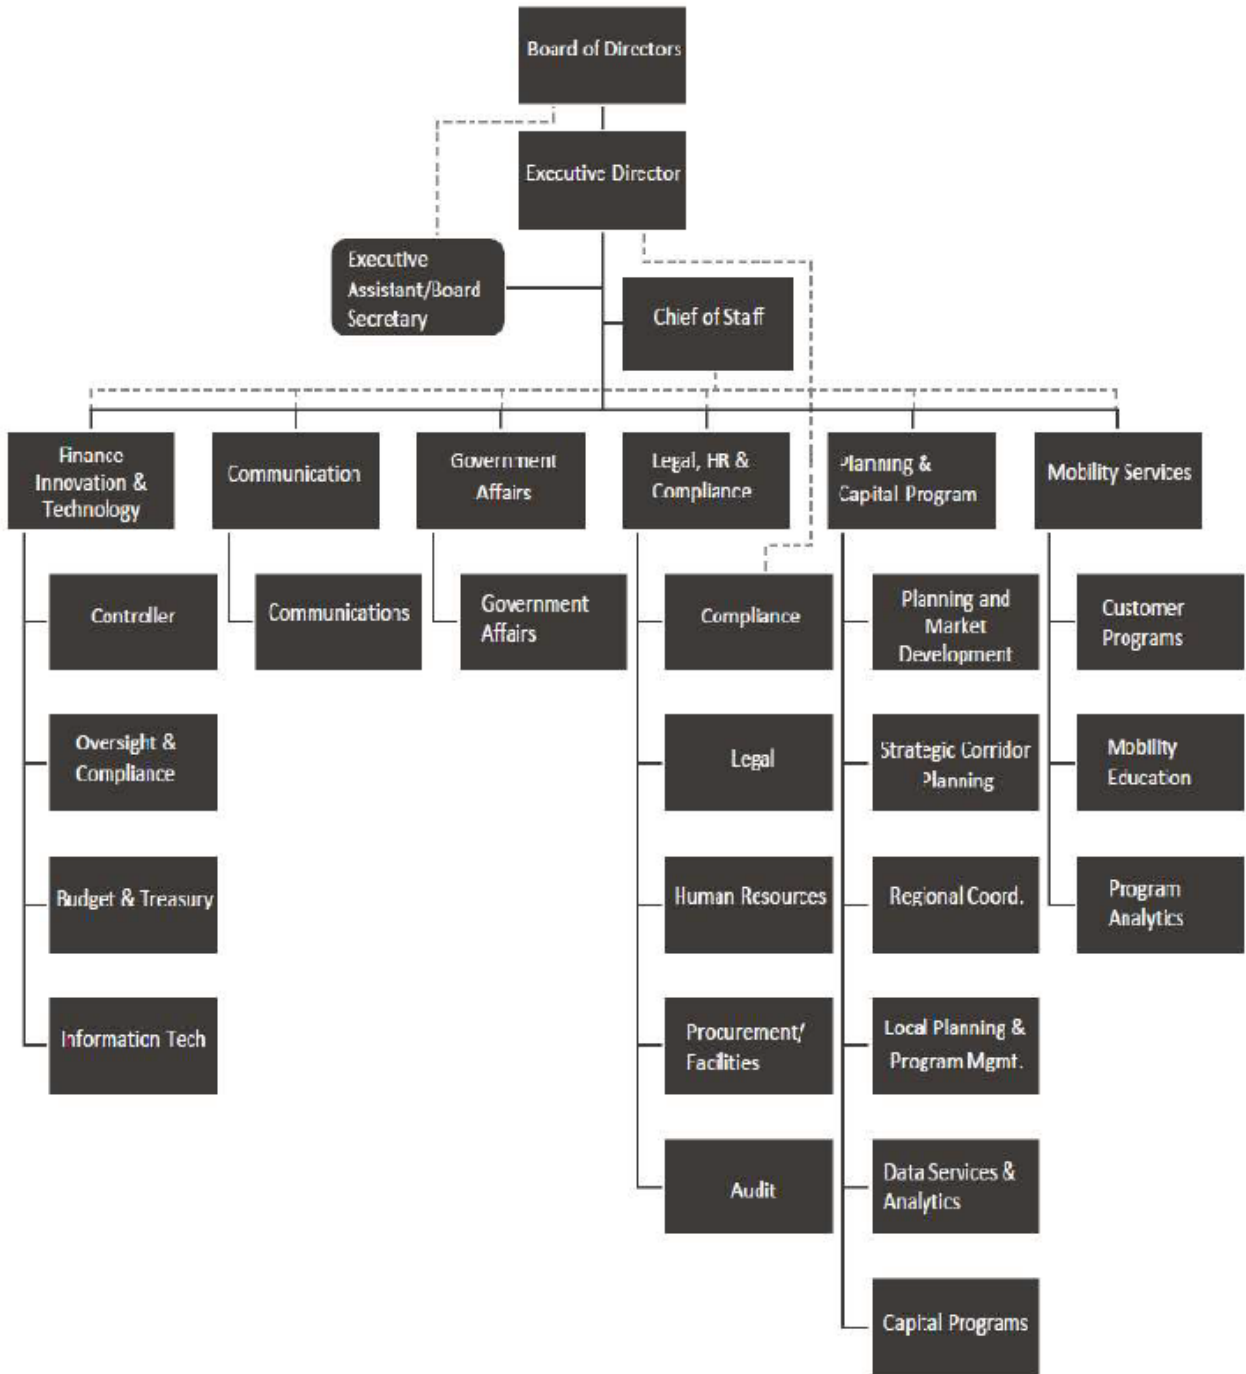 Board of Directors
Executive Director
Executive
Assistant/Board
Secretary
Chief of Staff
Finance
Innovation &
Technology
Communication
Government
Affairs
Legal, HR &
Compliance
Planning &
Capital Program
Mobility Services
Controller
Communications
Government
Affairs
Compliance
Planning and
Market
Development
Customer
Programs
Oversight &
Compliance
Legal
Strategic Corridor
Planning
Mobility
Education
Budget & Treasury
Human Resources
Regional Coord.
Program
Analytics
Information Tech
Procurement/
Facilities
Local Planning &
Program Mgmt.
Audit
Data Services &
Analytics
Capital Programs